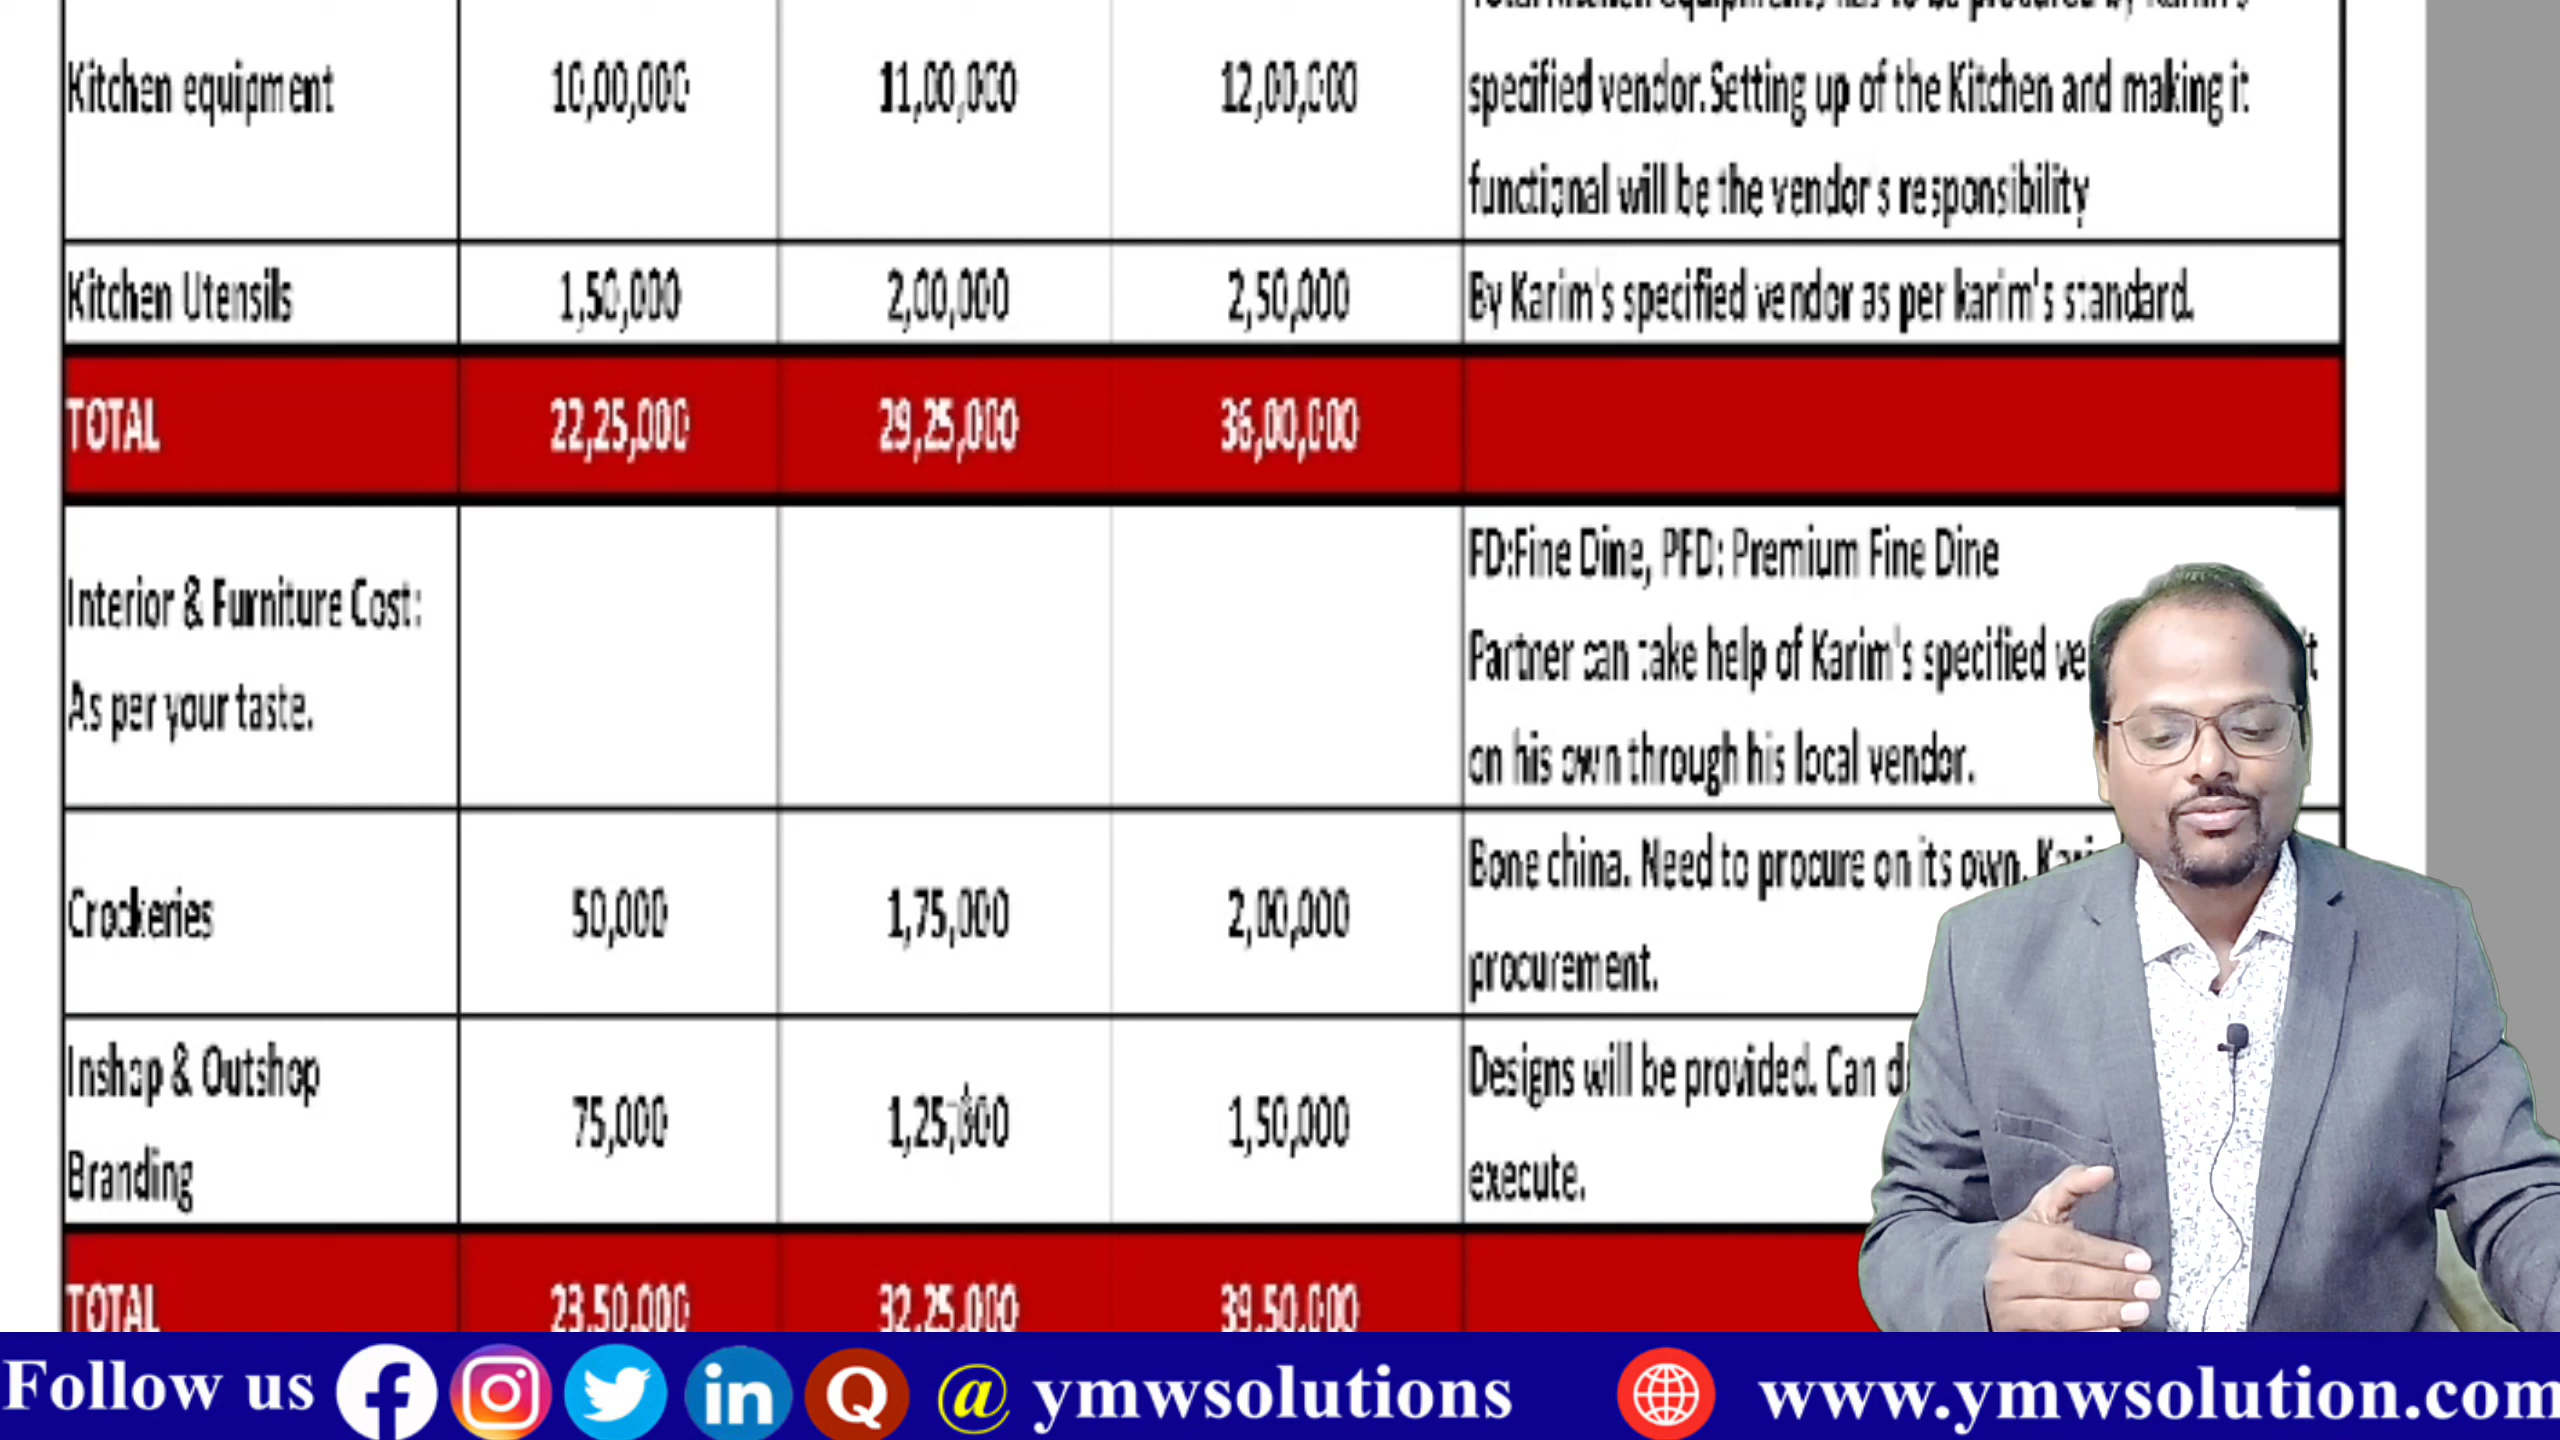 Kitchen equipment 10,00,000 11,00,000 12,00,000 specified vendor. Setting up of the Kitchen and making it
functional will be the vendor's responsibility
Kitchen Utensils 1,50,000 2,00,000 2,50,000 By Karim's specified vendor as per karim's standard.
TOTAL 22,25,000 29,25,000 36,00,000
Interior & Furniture Cost:
As per your taste.
FD:Fine Dine, PFD: Premium Fine Dine
Partner can take help of Karim's specified
on his own through his local vendor.
Crockeries 50,000 1,75,000 2,00,000
Bone china. Need to procure on its own.
procurement.
Inshop & Outshop
Branding
75,000 1,25,000 1,50,000
Designs will be provided. Can
execute.
TOTAL 23,50,000 32,25,000 39,50,000
Follow us @ ymwsolutions www.ymwsolution.com